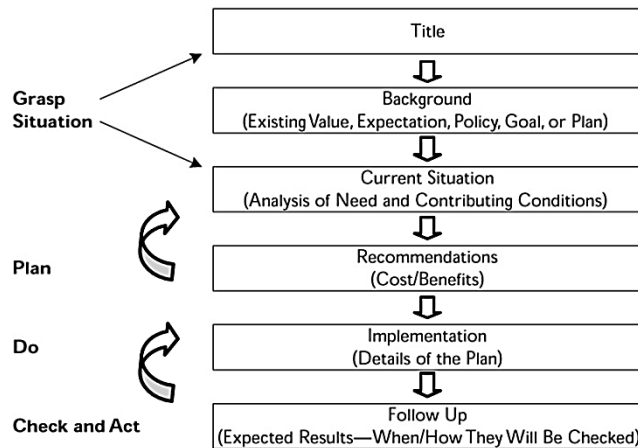 Title
Grasp
Situation
Background
(Existing Value, Expectation, Policy, Goal, or Plan)
Current Situation
(Analysis of Need and Contributing Conditions)
Plan
Recommendations
(Cost/Benefits)
Do
Implementation
(Details of the Plan)
Check and Act
Follow Up
(Expected Results—When/How They Will Be Checked)